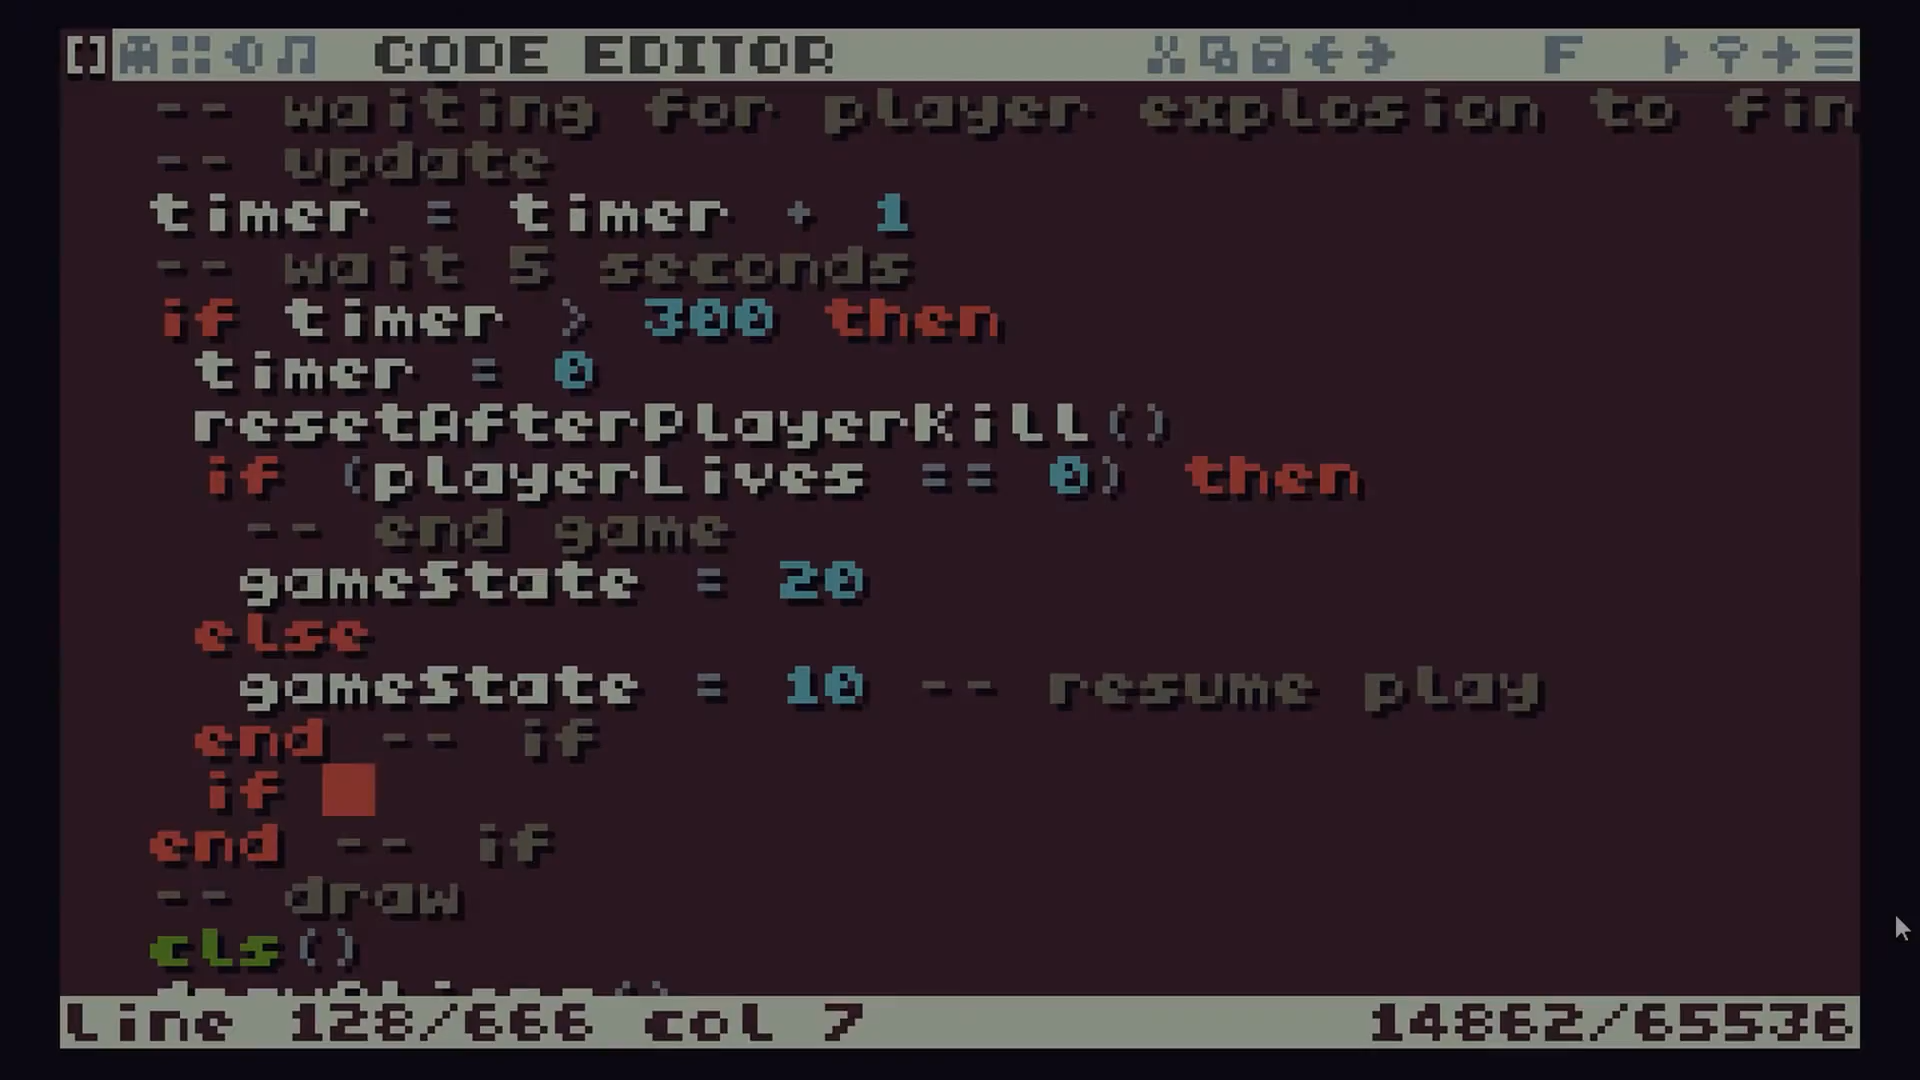 CODE EDITOR F
-- waiting for player explosion to fin
-- update
timer = timer + 1
-- wait 5 seconds
if timer > 300 then
timer = 0
resetAfterPlayerKill()
if (playerLives == 0) then
-- end game
gameState = 20
else
gameState = 10 -- resume play
end -- if
if
end -- if
-- draw
cls()
Line 128/666 col 7 14862/65536